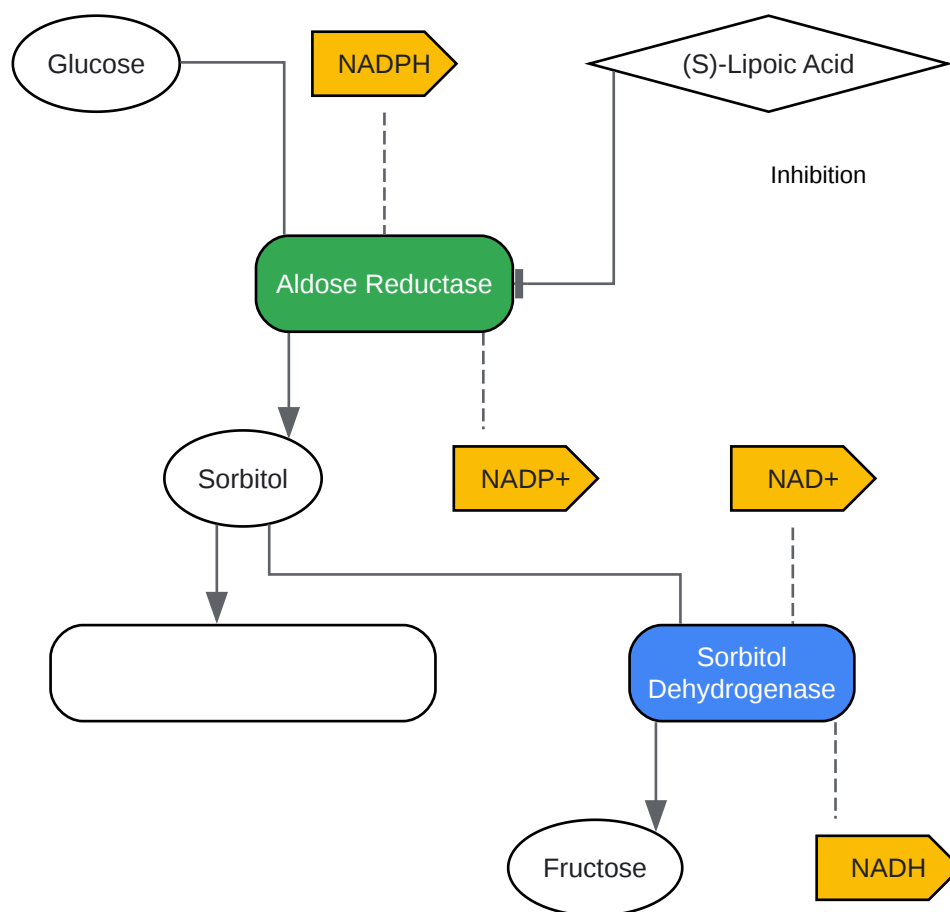 Glucose
NADPH
(S)-Lipoic Acid
Inhibition
Aldose Reductase
Sorbitol
NADP+
NAD+
Sorbitol
Dehydrogenase
Fructose
NADH